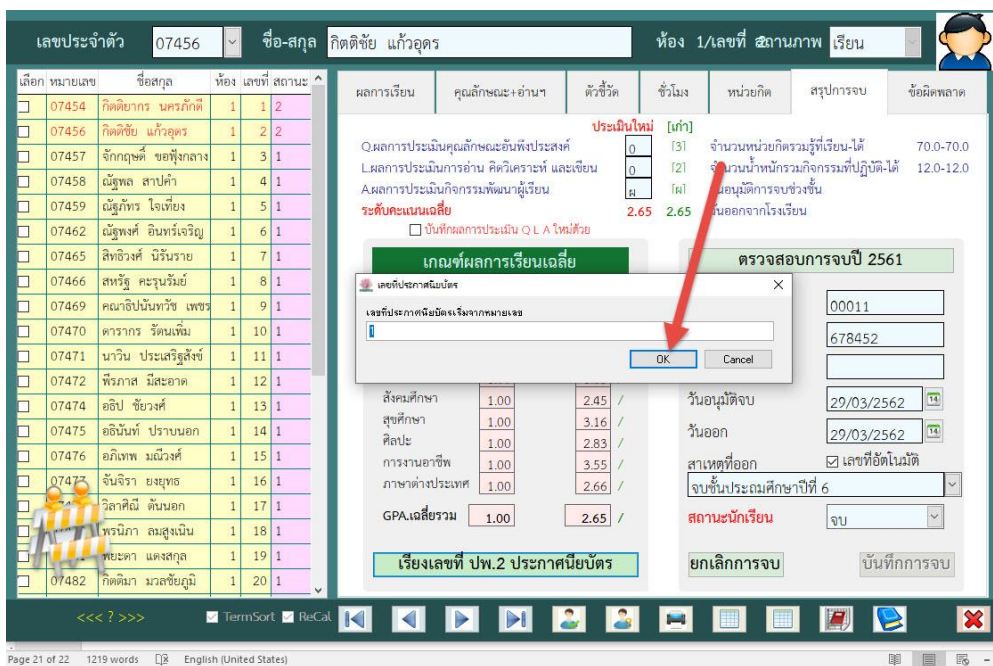 เลขประจำตัว 07456 ชื่อ-สกุล กิตติชัย แก้วอุดร ห้อง 1/เลขที่ สถานภาพ เรียน
เลือก หมายเลข ชื่อสกุล ห้อง เลขที่ สถานะ
07454 กิตติยากร นครภักดี 1 1 2
07456 กิตติชัย แก้วอุดร 1 2 2
07457 จักกฤษดิ์ ขอฟุ้งกลาง 1 3 1
07458 ณัฐพล สาปคำ 1 4 1
07459 ณัฐภัทร ใจเที่ยง 1 5 1
07462 ณัฐพงศ์ อินทร์เจริญ 1 6 1
07465 สิทธิวงศ์ นิรันราย 1 7 1
07466 สหรัฐ คะรุนรัมย์ 1 8 1
07469 คณาธิปนันทวัช เพชร 1 9 1
07470 ดารากร รัตนเพิ่ม 1 10 1
07471 นาวิน ประเสริฐสังข์ 1 11 1
07472 พีรภาส มีสะอาด 1 12 1
07474 อธิป ชัยวงศ์ 1 13 1
07475 อธินันท์ ปราบนอก 1 14 1
07476 อภิเทพ มณีวงศ์ 1 15 1
07477 จันจิรา ยงยุทธ 1 16 1
วิลาศิณี ตันนอก 1 17 1
พรนิภา ลมสูงเนิน 1 18 1
พิยะดา แดงสกุล 1 19 1
07482 กิตติมา มวลชัยภูมิ 1 20 1
ผลการเรียน คุณลักษณะ+อ่านฯ ตัวชี้วัด ชั่วโมง หน่วยกิต สรุปการจบ ข้อผิดพลาด
ประเมินใหม่ [เก่า]
Q.ผลการประเมินคุณลักษณะอันพึงประสงค์ 0 [3] จำนวนหน่วยกิตรวมรู้ที่เรียน-ได้ 70.0-70.0
L.ผลการประเมินการอ่าน คิดวิเคราะห์ และเขียน 0 [2] จำนวนน้ำหนักรวมกิจกรรมที่ปฏิบัติ-ได้ 12.0-12.0
A.ผลการประเมินกิจกรรมพัฒนาผู้เรียน ผ [ผ] วันอนุมัติการจบช่วงชั้น
ระดับคะแนนเฉลี่ย 2.65 2.65 วันออกจากโรงเรียน
บันทึกผลการประเมิน Q L A ใหม่ด้วย
เกณฑ์ผลการเรียนเฉลี่ย
ตรวจสอบการจบปี 2561
เลขที่ประกาศนียบัตร
เลขที่ประกาศนียบัตรเริ่มจากหมายเลข
1
OK Cancel
00011
678452
สังคมศึกษา 1.00 2.45 /
สุขศึกษา 1.00 3.16 /
ศิลปะ 1.00 2.83 /
การงานอาชีพ 1.00 3.55 /
ภาษาต่างประเทศ 1.00 2.66 /
GPA.เฉลี่ยรวม 1.00 2.65 /
เรียงเลขที่ ปพ.2 ประกาศนียบัตร
วันอนุมัติจบ 29/03/2562 14
วันออก 29/03/2562 14
สาเหตุที่ออก เลขที่อัตโนมัติ
จบชั้นประถมศึกษาปีที่ 6
สถานะนักเรียน จบ
ยกเลิกการจบ บันทึกการจบ
<<< ? >>> TermSort ReCal
Page 21 of 22 1219 words English (United States)